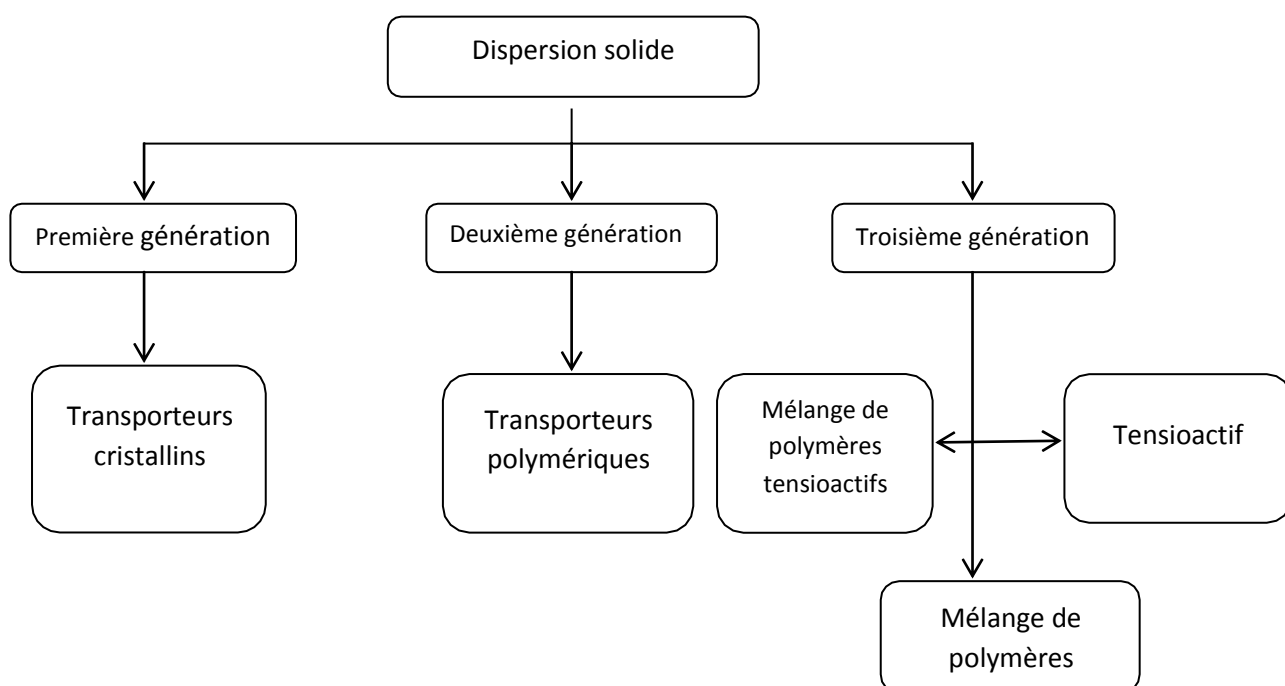 Dispersion solide
Première génération
Deuxième génération
Troisième génération
Transporteurs
cristallins
Transporteurs
polymériques
Mélange de
polymères
tensioactifs
Tensioactif
Mélange de
polymères